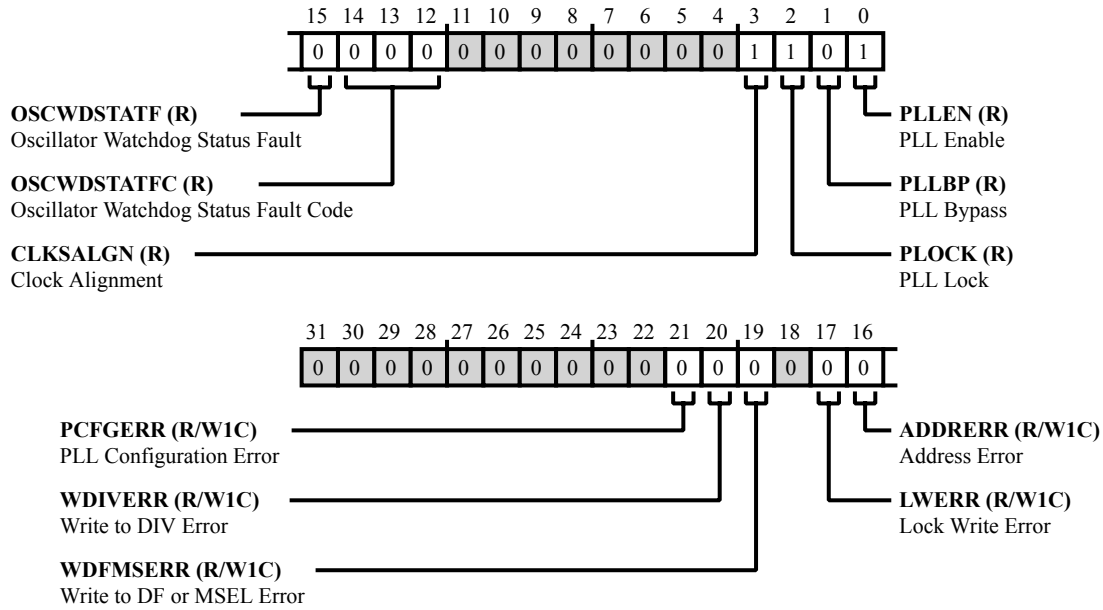 15 14 13 12 11 10 9 8 7 6 5 4 3 2 1 0
0 0 0 0 0 0 0 0 0 0 0 0 1 1 0 1
OSCWDSTATF (R)
Oscillator Watchdog Status Fault
OSCWDSTATFC (R)
Oscillator Watchdog Status Fault Code
CLKSALGN (R)
Clock Alignment
PLLEN (R)
PLL Enable
PLLBP (R)
PLL Bypass
PLOCK (R)
PLL Lock
31 30 29 28 27 26 25 24 23 22 21 20 19 18 17 16
0 0 0 0 0 0 0 0 0 0 0 0 0 0 0 0
PCFGERR (R/W1C)
PLL Configuration Error
WDIVERR (R/W1C)
Write to DIV Error
WDFMSERR (R/W1C)
Write to DF or MSEL Error
ADDRERR (R/W1C)
Address Error
LWERR (R/W1C)
Lock Write Error